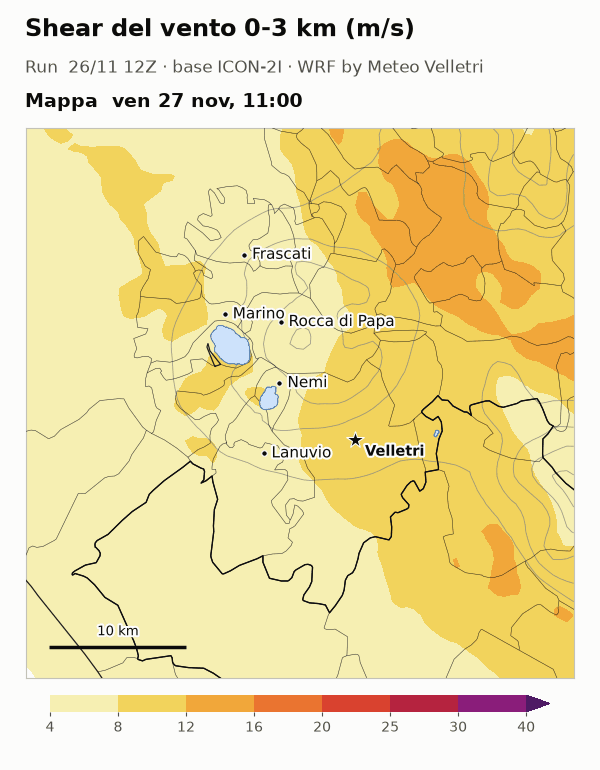 Shear del vento 0-3 km (m/s)
Run  26/11 12Z · base ICON-2I · WRF by Meteo Velletri
Mappa  ven 27 nov, 11:00
Frascati
Marino
Rocca di Papa
Nemi
Velletri
Lanuvio
10 km
4 8 12 16 20 25 30 40